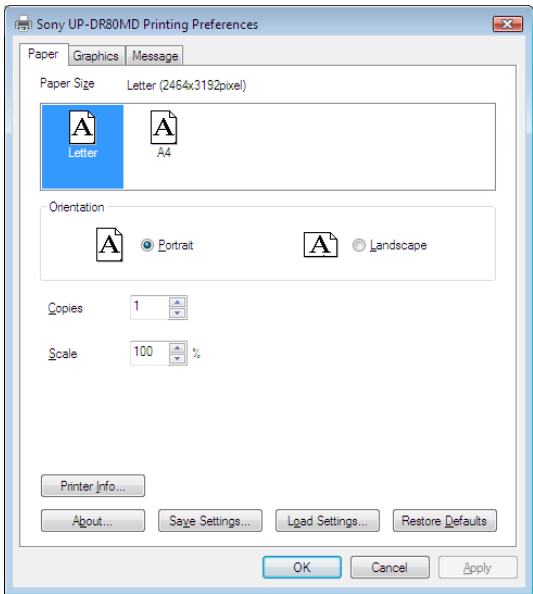 Sony UP-DR80MD Printing Preferences
Paper Graphics Message
Paper Size Letter (2464x3192pixel)
A A
Letter A4
Orientation
A Portrait A Landscape
Copies 1
Scale 100 %
Printer Info...
About... Save Settings... Load Settings... Restore Defaults
OK Cancel Apply